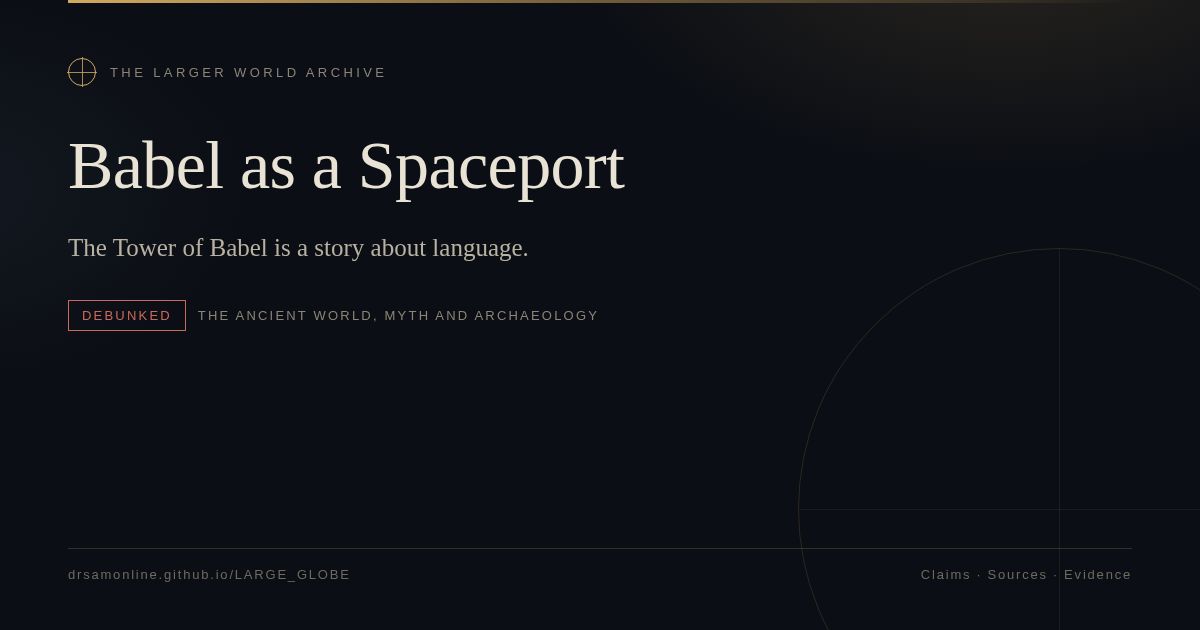 THE LARGER WORLD ARCHIVE
Babel as a Spaceport
The Tower of Babel is a story about language.
DEBUNKED THE ANCIENT WORLD, MYTH AND ARCHAEOLOGY
drsamonline.github.io/LARGE_GLOBE Claims · Sources · Evidence